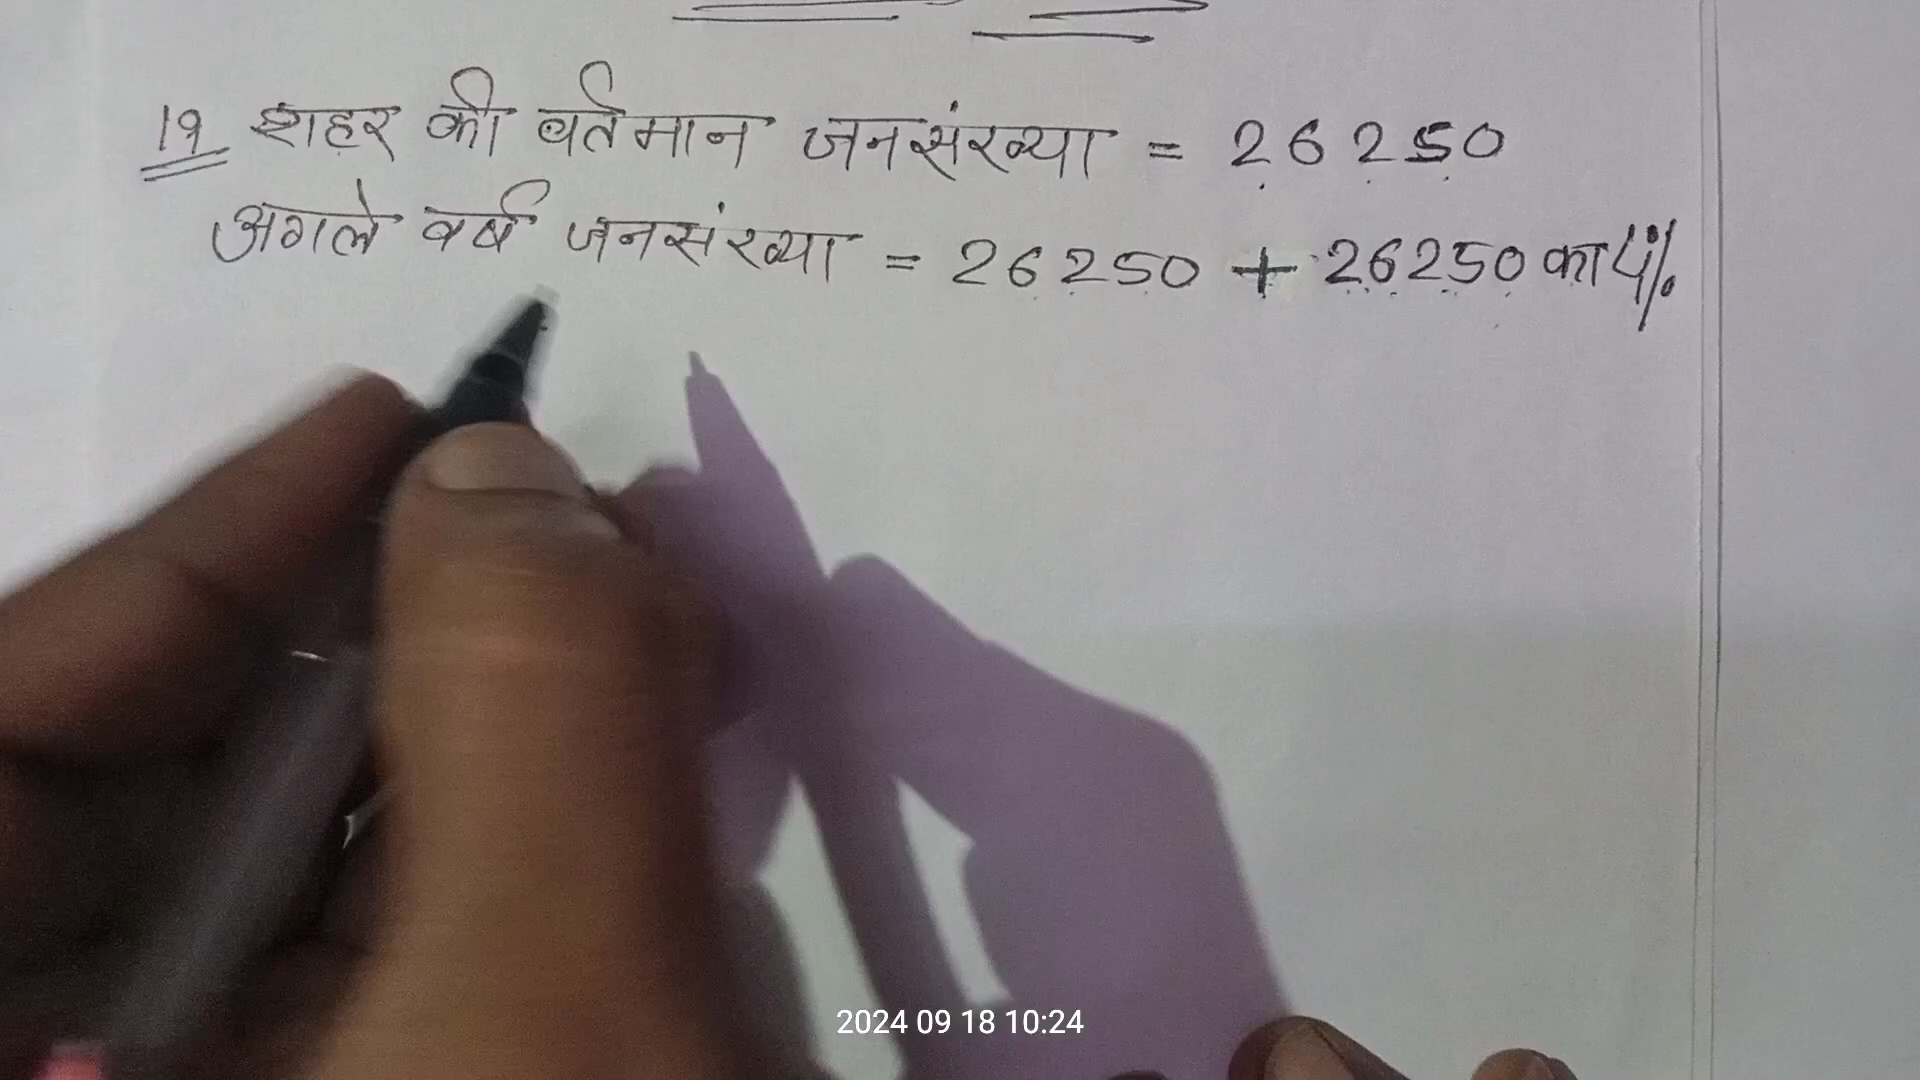 19 शहर की वर्तमान जनसंख्या = 26250
अगले वर्ष जनसंख्या = 26250 + 26250 का 4%
2024 09 18 10:24